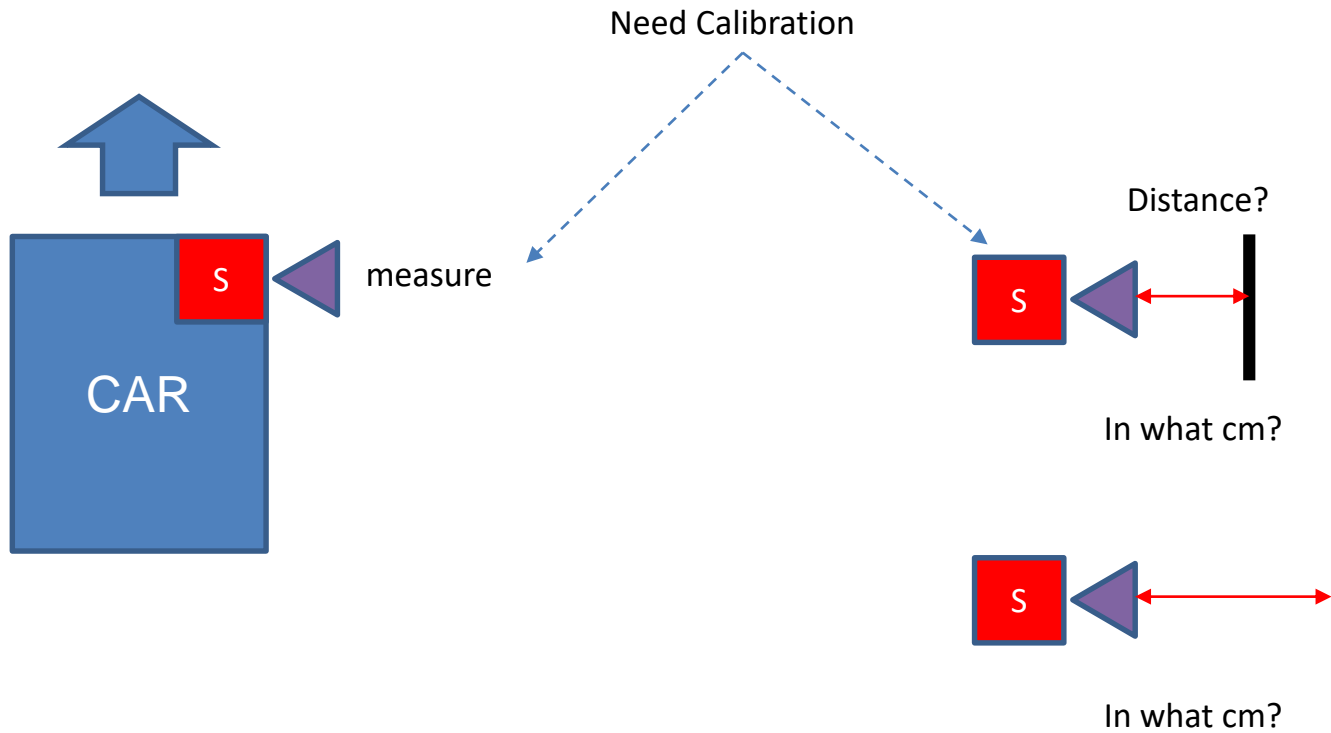 Need Calibration
Distance?
S
measure
S
CAR
In what cm?
S
In what cm?